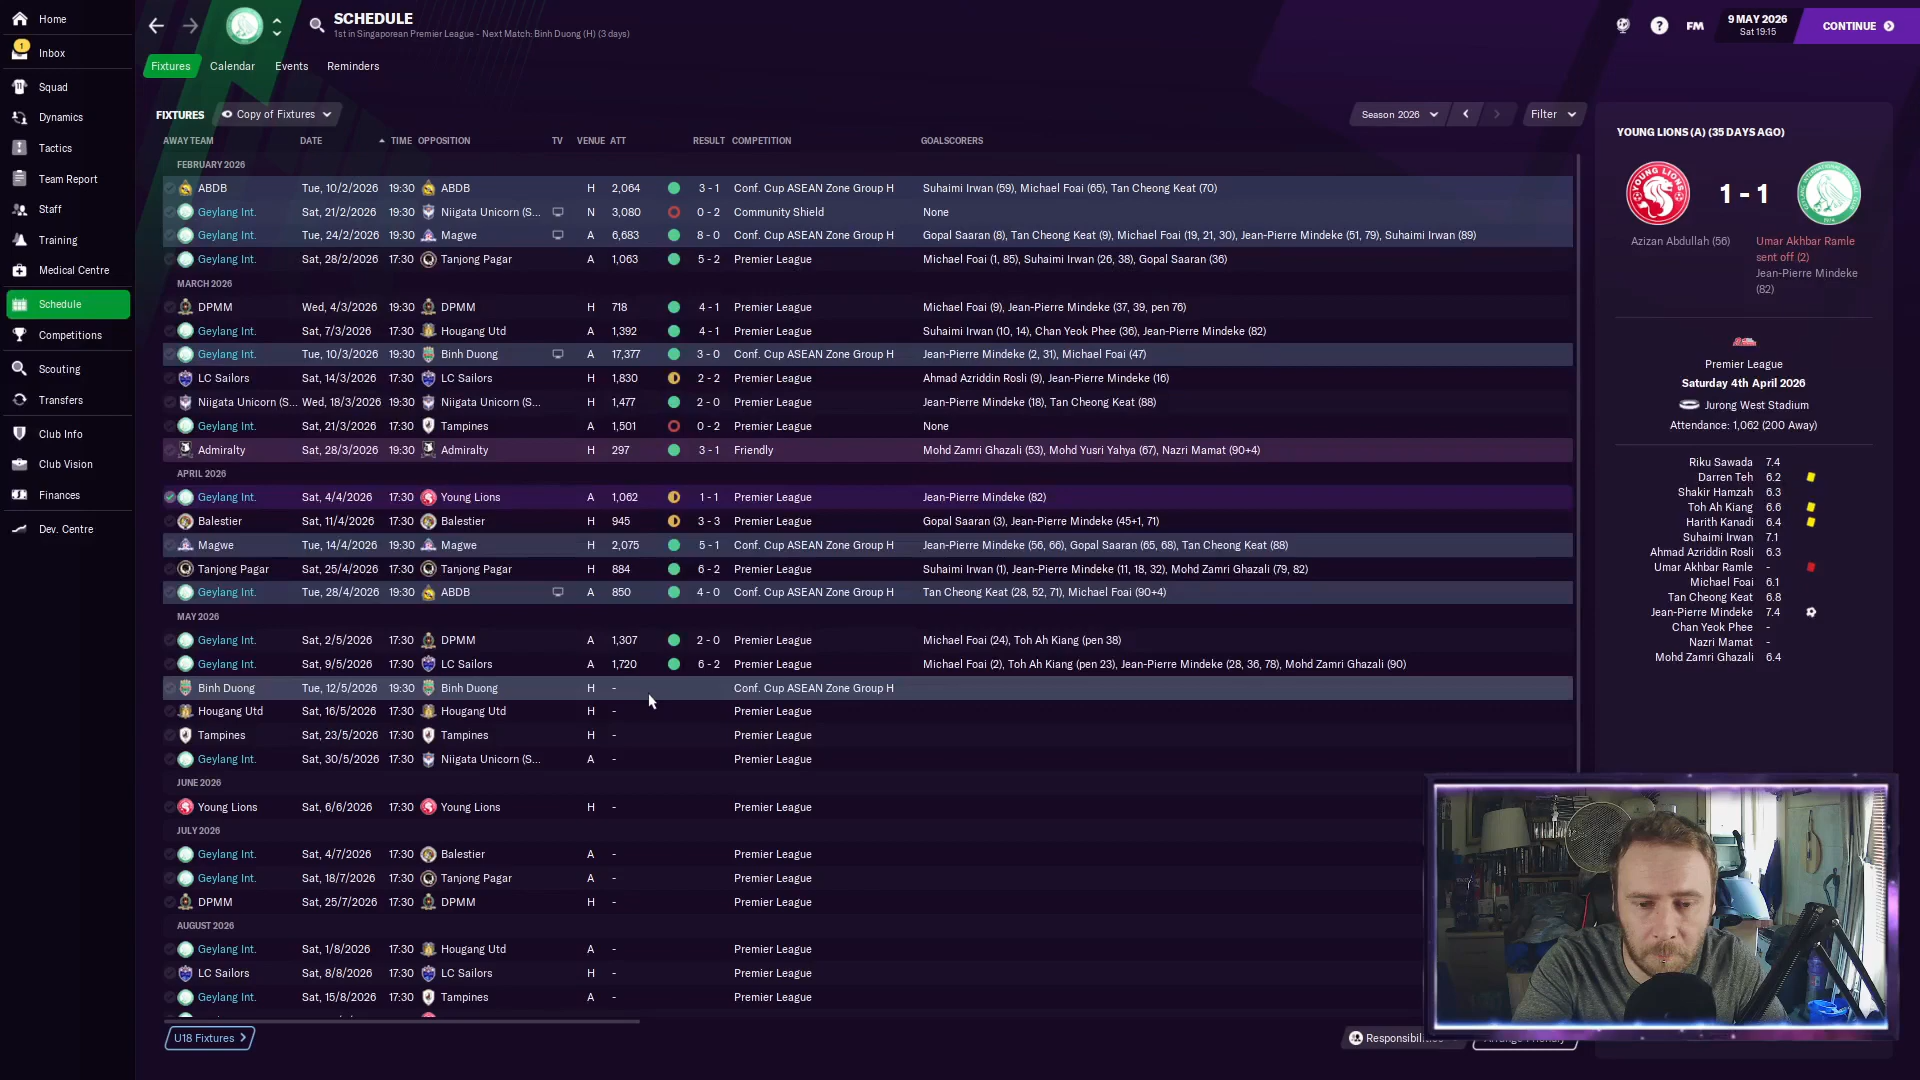 Home
1
Inbox
Squad
Dynamics
Tactics
Team Report
Staff
Training
Medical Centre
Schedule
Competitions
Scouting
Transfers
Club Info
Club Vision
Finances
Dev. Centre
SCHEDULE
1st in Singaporean Premier League - Next Match: Binh Duong (H) (3 days)
? FM 9 MAY 2026 Sat 19:15 CONTINUE
Fixtures Calendar Events Reminders
FIXTURES Copy of Fixtures Season 2026 Filter
AWAY TEAM DATE TIME OPPOSITION TV VENUE ATT RESULT COMPETITION GOALSCORERS
FEBRUARY 2026
ABDB Tue, 10/2/2026 19:30 ABDB H 2,064 3 - 1 Conf. Cup ASEAN Zone Group H Suhaimi Irwan (59), Michael Foai (65), Tan Cheong Keat (70)
Geylang Int. Sat, 21/2/2026 19:30 Niigata Unicorn (S... N 3,080 0 - 2 Community Shield None
Geylang Int. Tue, 24/2/2026 19:30 Magwe A 6,683 8 - 0 Conf. Cup ASEAN Zone Group H Gopal Saaran (8), Tan Cheong Keat (9), Michael Foai (19, 21, 30), Jean-Pierre Mindeke (51, 79), Suhaimi Irwan (89)
Geylang Int. Sat, 28/2/2026 17:30 Tanjong Pagar A 1,063 5 - 2 Premier League Michael Foai (1, 85), Suhaimi Irwan (26, 38), Gopal Saaran (36)
MARCH 2026
DPMM Wed, 4/3/2026 19:30 DPMM H 718 4 - 1 Premier League Michael Foai (9), Jean-Pierre Mindeke (37, 39, pen 76)
Geylang Int. Sat, 7/3/2026 17:30 Hougang Utd A 1,392 4 - 1 Premier League Suhaimi Irwan (10, 14), Chan Yeok Phee (36), Jean-Pierre Mindeke (82)
Geylang Int. Tue, 10/3/2026 19:30 Binh Duong A 17,377 3 - 0 Conf. Cup ASEAN Zone Group H Jean-Pierre Mindeke (2, 31), Michael Foai (47)
LC Sailors Sat, 14/3/2026 17:30 LC Sailors H 1,830 2 - 2 Premier League Ahmad Azriddin Rosli (9), Jean-Pierre Mindeke (16)
Niigata Unicorn (S... Wed, 18/3/2026 19:30 Niigata Unicorn (S... H 1,477 2 - 0 Premier League Jean-Pierre Mindeke (18), Tan Cheong Keat (88)
Geylang Int. Sat, 21/3/2026 17:30 Tampines A 1,501 0 - 2 Premier League None
Admiralty Sat, 28/3/2026 19:30 Admiralty H 297 3 - 1 Friendly Mohd Zamri Ghazali (53), Mohd Yusri Yahya (67), Nazri Mamat (90+4)
APRIL 2026
Geylang Int. Sat, 4/4/2026 17:30 Young Lions A 1,062 1 - 1 Premier League Jean-Pierre Mindeke (82)
Balestier Sat, 11/4/2026 17:30 Balestier H 945 3 - 3 Premier League Gopal Saaran (3), Jean-Pierre Mindeke (45+1, 71)
Magwe Tue, 14/4/2026 19:30 Magwe H 2,075 5 - 1 Conf. Cup ASEAN Zone Group H Jean-Pierre Mindeke (56, 66), Gopal Saaran (65, 68), Tan Cheong Keat (88)
Tanjong Pagar Sat, 25/4/2026 17:30 Tanjong Pagar H 884 6 - 2 Premier League Suhaimi Irwan (1), Jean-Pierre Mindeke (11, 18, 32), Mohd Zamri Ghazali (79, 82)
Geylang Int. Tue, 28/4/2026 19:30 ABDB A 850 4 - 0 Conf. Cup ASEAN Zone Group H Tan Cheong Keat (28, 52, 71), Michael Foai (90+4)
MAY 2026
Geylang Int. Sat, 2/5/2026 17:30 DPMM A 1,307 2 - 0 Premier League Michael Foai (24), Toh Ah Kiang (pen 38)
Geylang Int. Sat, 9/5/2026 17:30 LC Sailors A 1,720 6 - 2 Premier League Michael Foai (2), Toh Ah Kiang (pen 23), Jean-Pierre Mindeke (28, 36, 78), Mohd Zamri Ghazali (90)
Binh Duong Tue, 12/5/2026 19:30 Binh Duong H - Conf. Cup ASEAN Zone Group H
Hougang Utd Sat, 16/5/2026 17:30 Hougang Utd H - Premier League
Tampines Sat, 23/5/2026 17:30 Tampines H - Premier League
Geylang Int. Sat, 30/5/2026 17:30 Niigata Unicorn (S... A - Premier League
JUNE 2026
Young Lions Sat, 6/6/2026 17:30 Young Lions H - Premier League
JULY 2026
Geylang Int. Sat, 4/7/2026 17:30 Balestier A - Premier League
Geylang Int. Sat, 18/7/2026 17:30 Tanjong Pagar A - Premier League
DPMM Sat, 25/7/2026 17:30 DPMM H - Premier League
AUGUST 2026
Geylang Int. Sat, 1/8/2026 17:30 Hougang Utd A - Premier League
LC Sailors Sat, 8/8/2026 17:30 LC Sailors H - Premier League
Geylang Int. Sat, 15/8/2026 17:30 Tampines A - Premier League
U18 Fixtures
YOUNG LIONS (A) (35 DAYS AGO)
YOUNG LIONS
1 - 1
Azizan Abdullah (56)
Umar Akbar Ramle
sent off (2)
Jean-Pierre Mindeke
(82)
Premier League
Saturday 4th April 2026
Jurong West Stadium
Attendance: 1,062 (200 Away)
Riku Sawada 7.4
Darren Teh 6.2
Shakir Hamzah 6.3
Toh Ah Kiang 6.6
Harith Kanadi 6.4
Suhaimi Irwan 7.1
Ahmad Azriddin Rosli 6.3
Umar Akhbar Ramle -
Michael Foai 6.1
Tan Cheong Keat 6.8
Jean-Pierre Mindeke 7.4
Chan Yeok Phee -
Nazri Mamat -
Mohd Zamri Ghazali 6.4